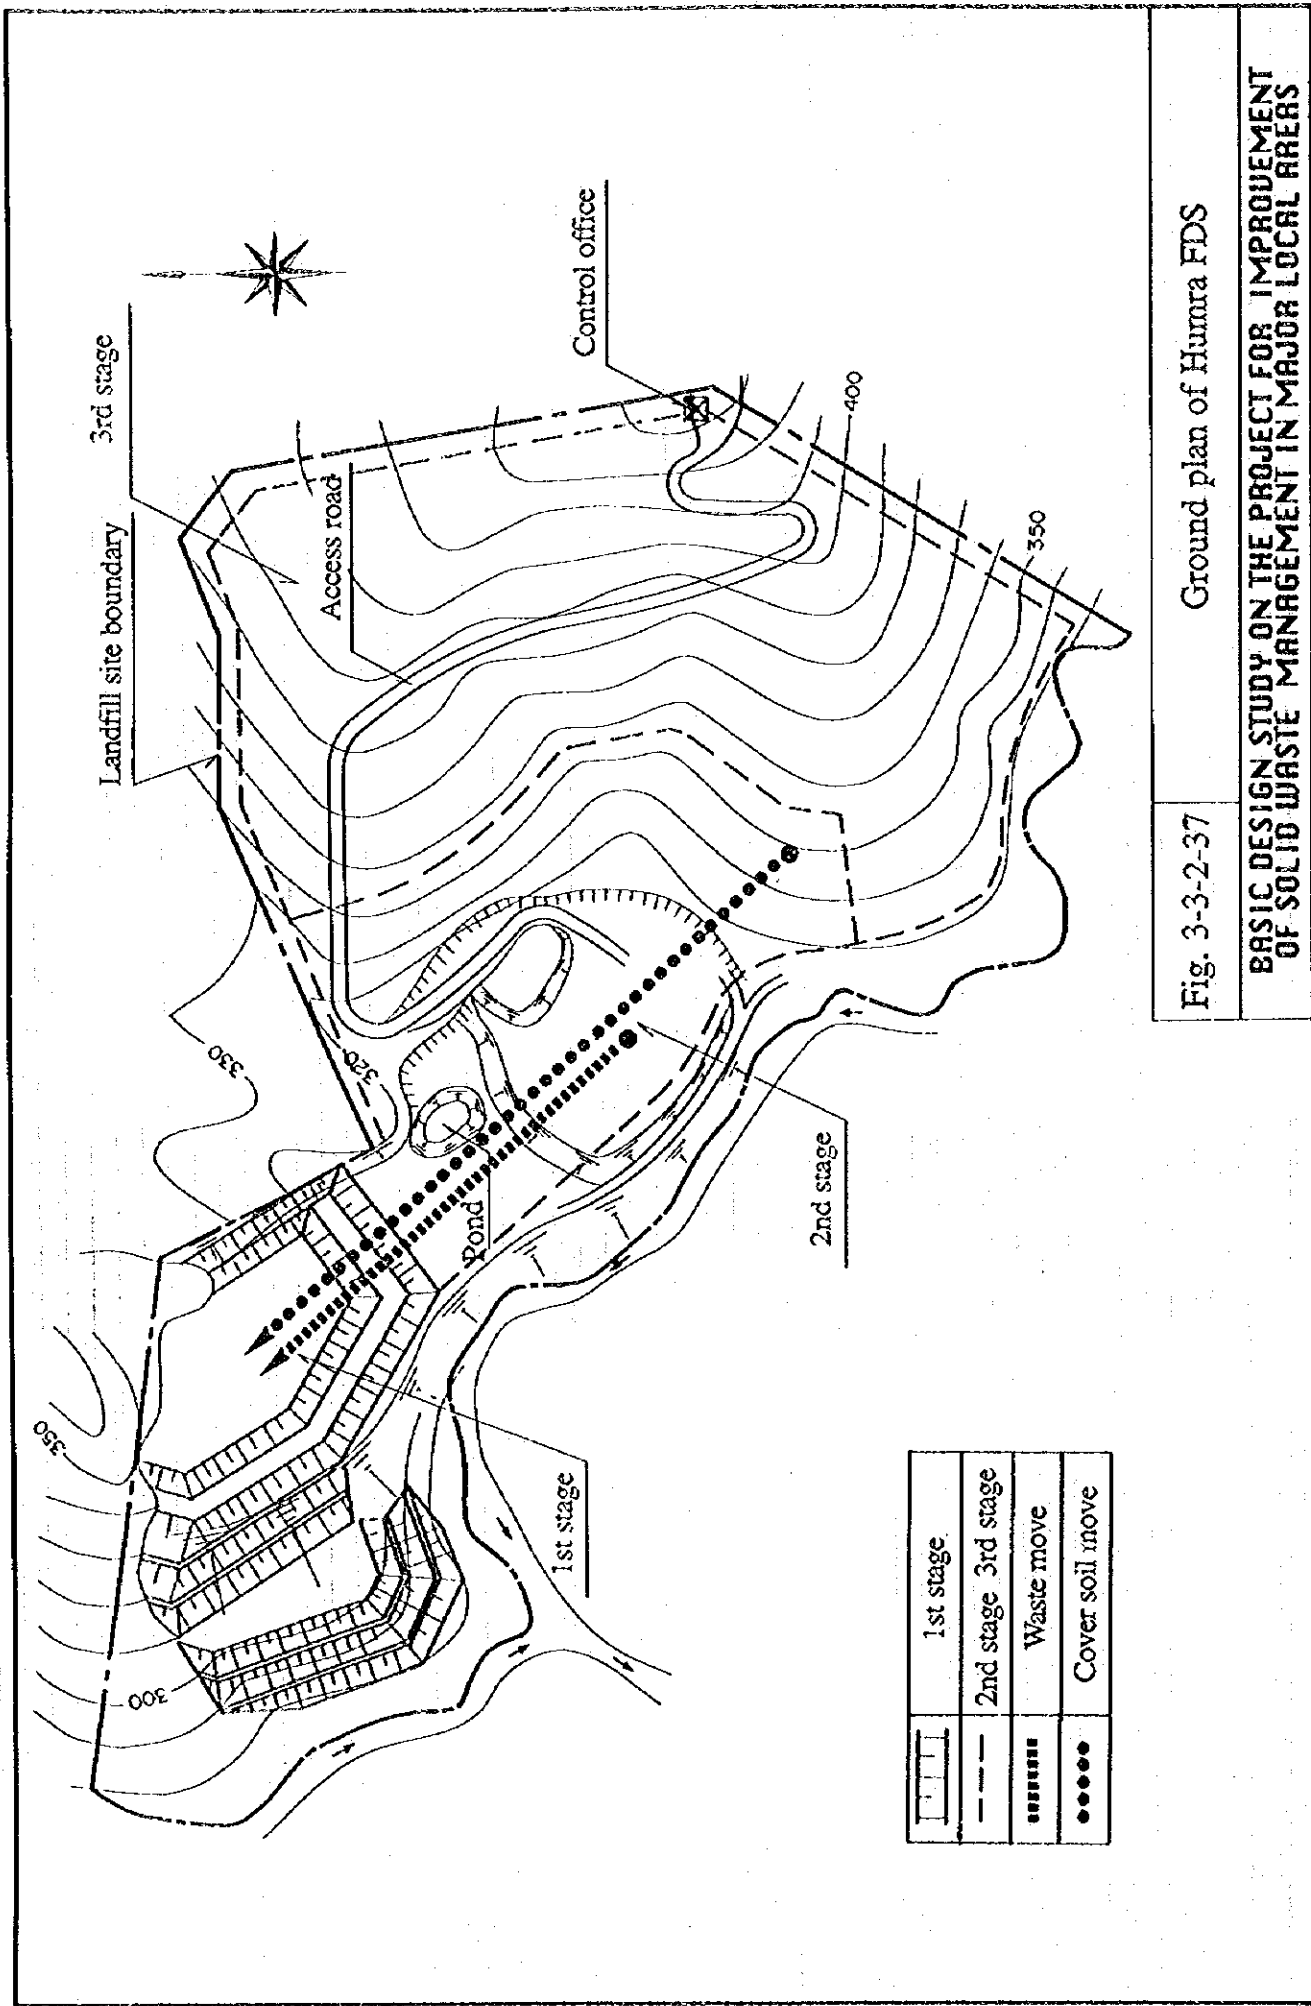 3rd stage
Landfill site boundary
Access road
Control office
400
350
330
320
Pond
2nd stage
350
1st stage
300
1st stage
2nd stage 3rd stage
Waste move
Cover soil move
Fig. 3-3-2-37
Ground plan of Humra FDS
BASIC DESIGN STUDY ON THE PROJECT FOR IMPROVEMENT
OF SOLID WASTE MANAGEMENT IN MAJOR LOCAL ARERS